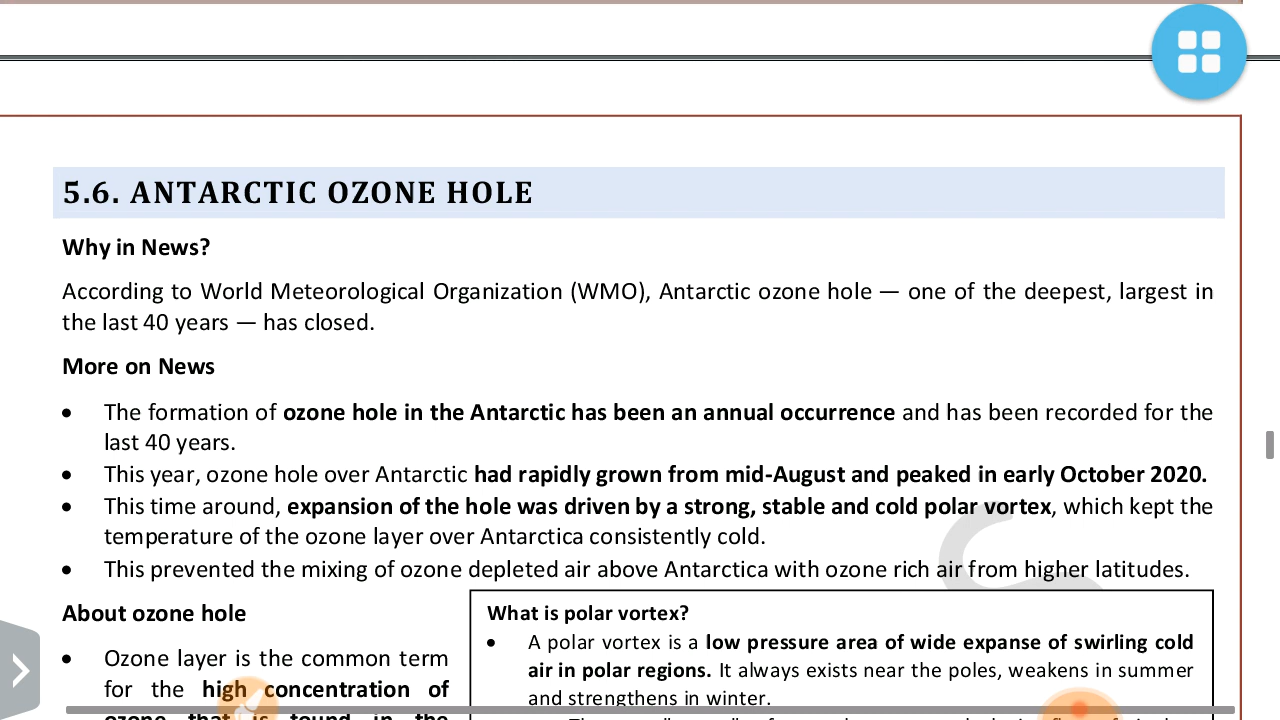 5.6. ANTARCTIC OZONE HOLE
Why in News?
According to World Meteorological Organization (WMO), Antarctic ozone hole — one of the deepest, largest in
the last 40 years — has closed.
More on News
• The formation of ozone hole in the Antarctic has been an annual occurrence and has been recorded for the
last 40 years.
• This year, ozone hole over Antarctic had rapidly grown from mid-August and peaked in early October 2020.
• This time around, expansion of the hole was driven by a strong, stable and cold polar vortex, which kept the
temperature of the ozone layer over Antarctica consistently cold.
• This prevented the mixing of ozone depleted air above Antarctica with ozone rich air from higher latitudes.
About ozone hole
• Ozone layer is the common term
for the high concentration of
ozone that is found in the
What is polar vortex?
• A polar vortex is a low pressure area of wide expanse of swirling cold
air in polar regions. It always exists near the poles, weakens in summer
and strengthens in winter.